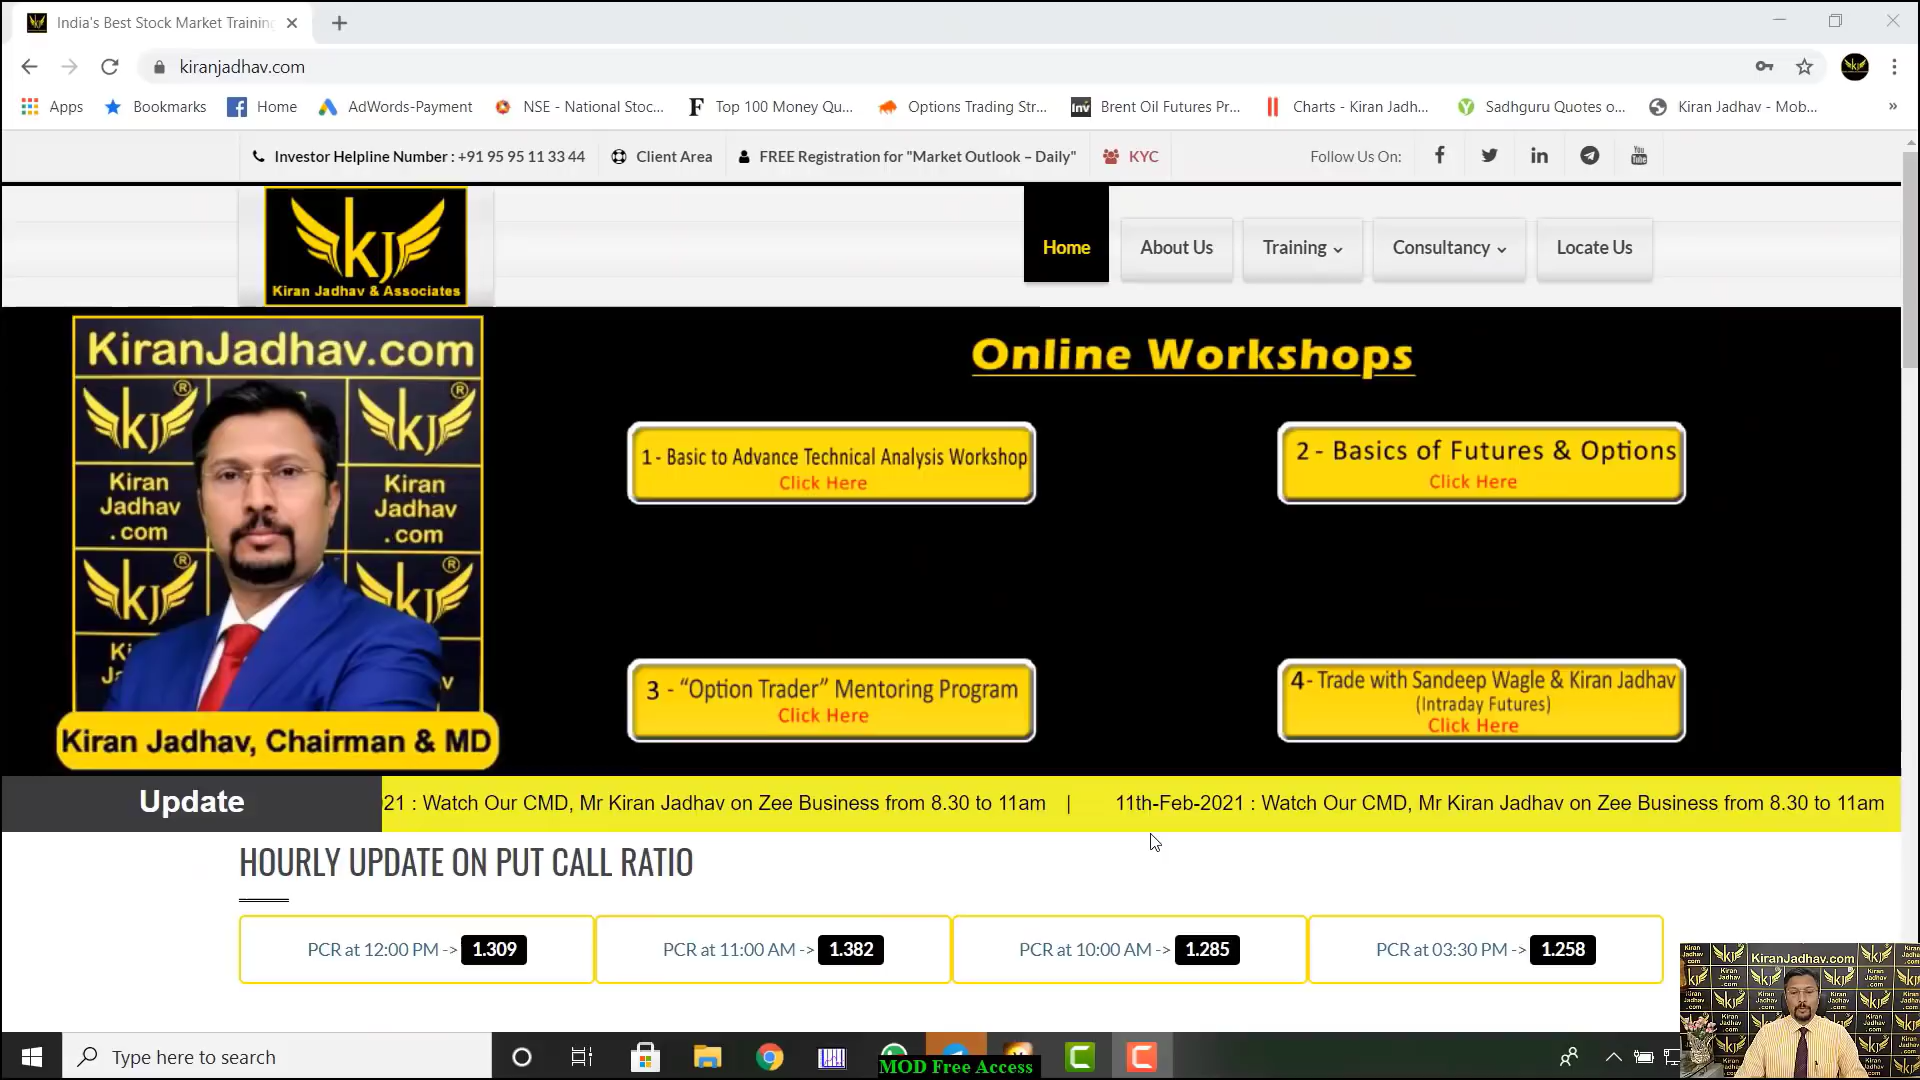 India's Best Stock Market Training
kiranjadhav.com
Apps
Bookmarks
Home
AdWords-Payment
NSE - National Stoc...
Top 100 Money Qu...
Options Trading Str...
Inv
Brent Oil Futures Pr...
Charts - Kiran Jadh...
Sadhguru Quotes o...
Kiran Jadhav - Mob...
»
Investor Helpline Number : +91 95 95 11 33 44
Client Area
FREE Registration for "Market Outlook – Daily"
KYC
Follow Us On:
You Tube
KJ
Kiran Jadhav & Associates
Home
About Us
Training
Consultancy
Locate Us
KiranJadhav.com
KJ ®
KJ ®
Kiran
Jadhav
.com
Kiran
Jadhav
.com
KJ ®
KJ ®
Kiran Jadhav, Chairman & MD
Online Workshops
1 - Basic to Advance Technical Analysis Workshop
Click Here
2 - Basics of Futures & Options
Click Here
3 - “Option Trader” Mentoring Program
Click Here
4- Trade with Sandeep Wagle & Kiran Jadhav
(Intraday Futures)
Click Here
Update
21 : Watch Our CMD, Mr Kiran Jadhav on Zee Business from 8.30 to 11am | 11th-Feb-2021 : Watch Our CMD, Mr Kiran Jadhav on Zee Business from 8.30 to 11am
HOURLY UPDATE ON PUT CALL RATIO
PCR at 12:00 PM -> 1.309
PCR at 11:00 AM -> 1.382
PCR at 10:00 AM -> 1.285
PCR at 03:30 PM -> 1.258
KiranJadhav.com
Type here to search
MOD Free Access